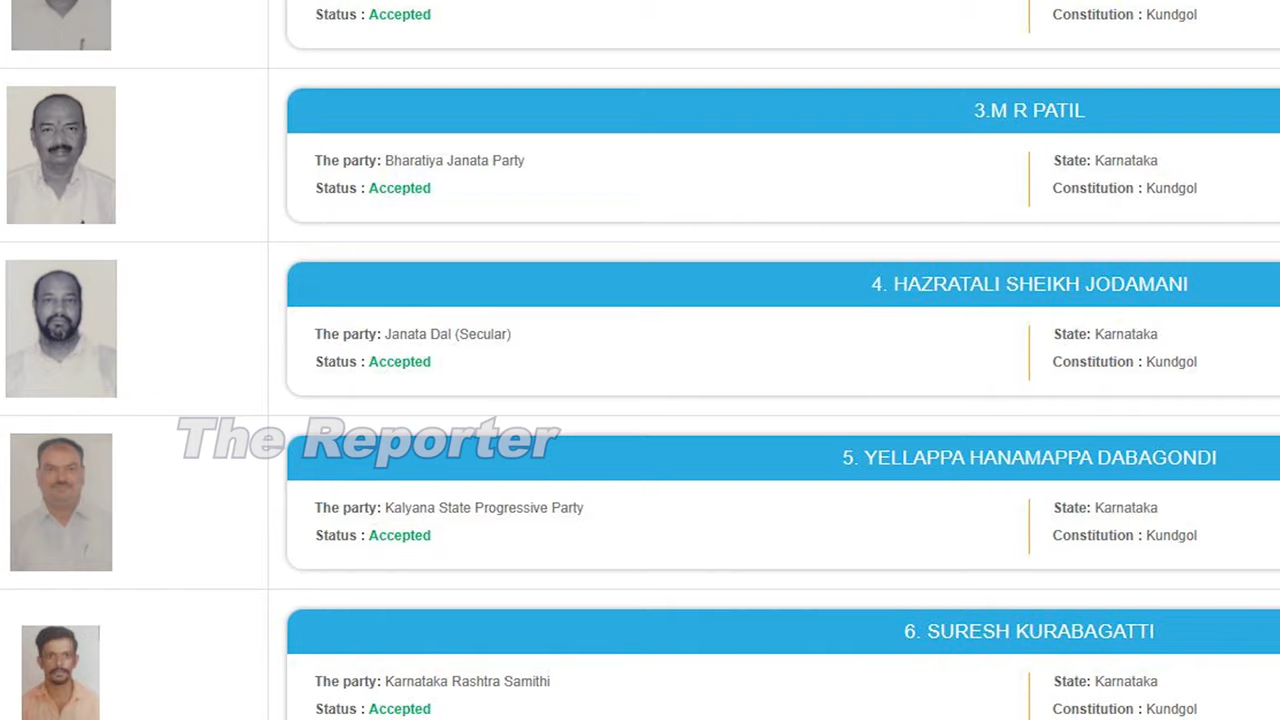 Status : Accepted
Constitution : Kundgol
3.M R PATIL
The party: Bharatiya Janata Party
State: Karnataka
Status : Accepted
Constitution : Kundgol
4. HAZRATALI SHEIKH JODAMANI
The party: Janata Dal (Secular)
State: Karnataka
Status : Accepted
Constitution : Kundgol
The Reporter
5. YELLAPPA HANAMAPPA DABAGONDI
The party: Kalyana State Progressive Party
State: Karnataka
Status : Accepted
Constitution : Kundgol
6. SURESH KURABAGATTI
The party: Karnataka Rashtra Samithi
State: Karnataka
Status : Accepted
Constitution : Kundgol